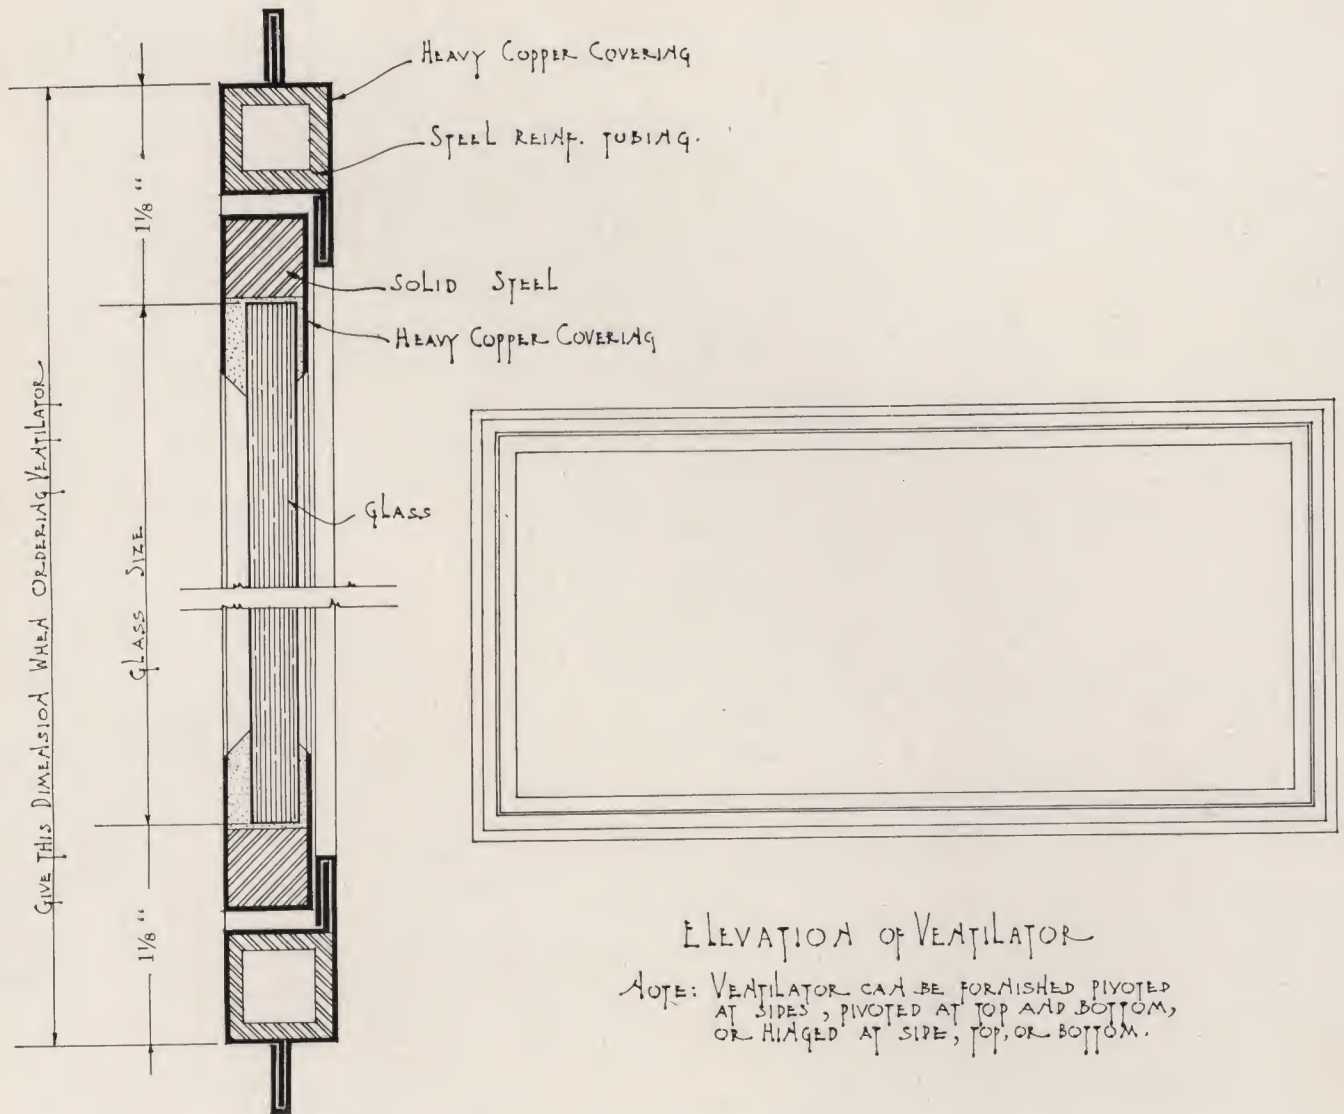 HEAVY COPPER COVERING
STEEL REINF. TUBING.
1 1/8 "
SOLID STEEL
HEAVY COPPER COVERING
GIVE THIS DIMENSION WHEN ORDERING VENTILATOR
GLASS SIZE
GLASS
1 1/8 "
ELEVATION OF VENTILATOR
NOTE: VENTILATOR CAN BE FURNISHED PIVOTED
AT SIDES, PIVOTED AT TOP AND BOTTOM,
OR HINGED AT SIDE, TOP, OR BOTTOM.